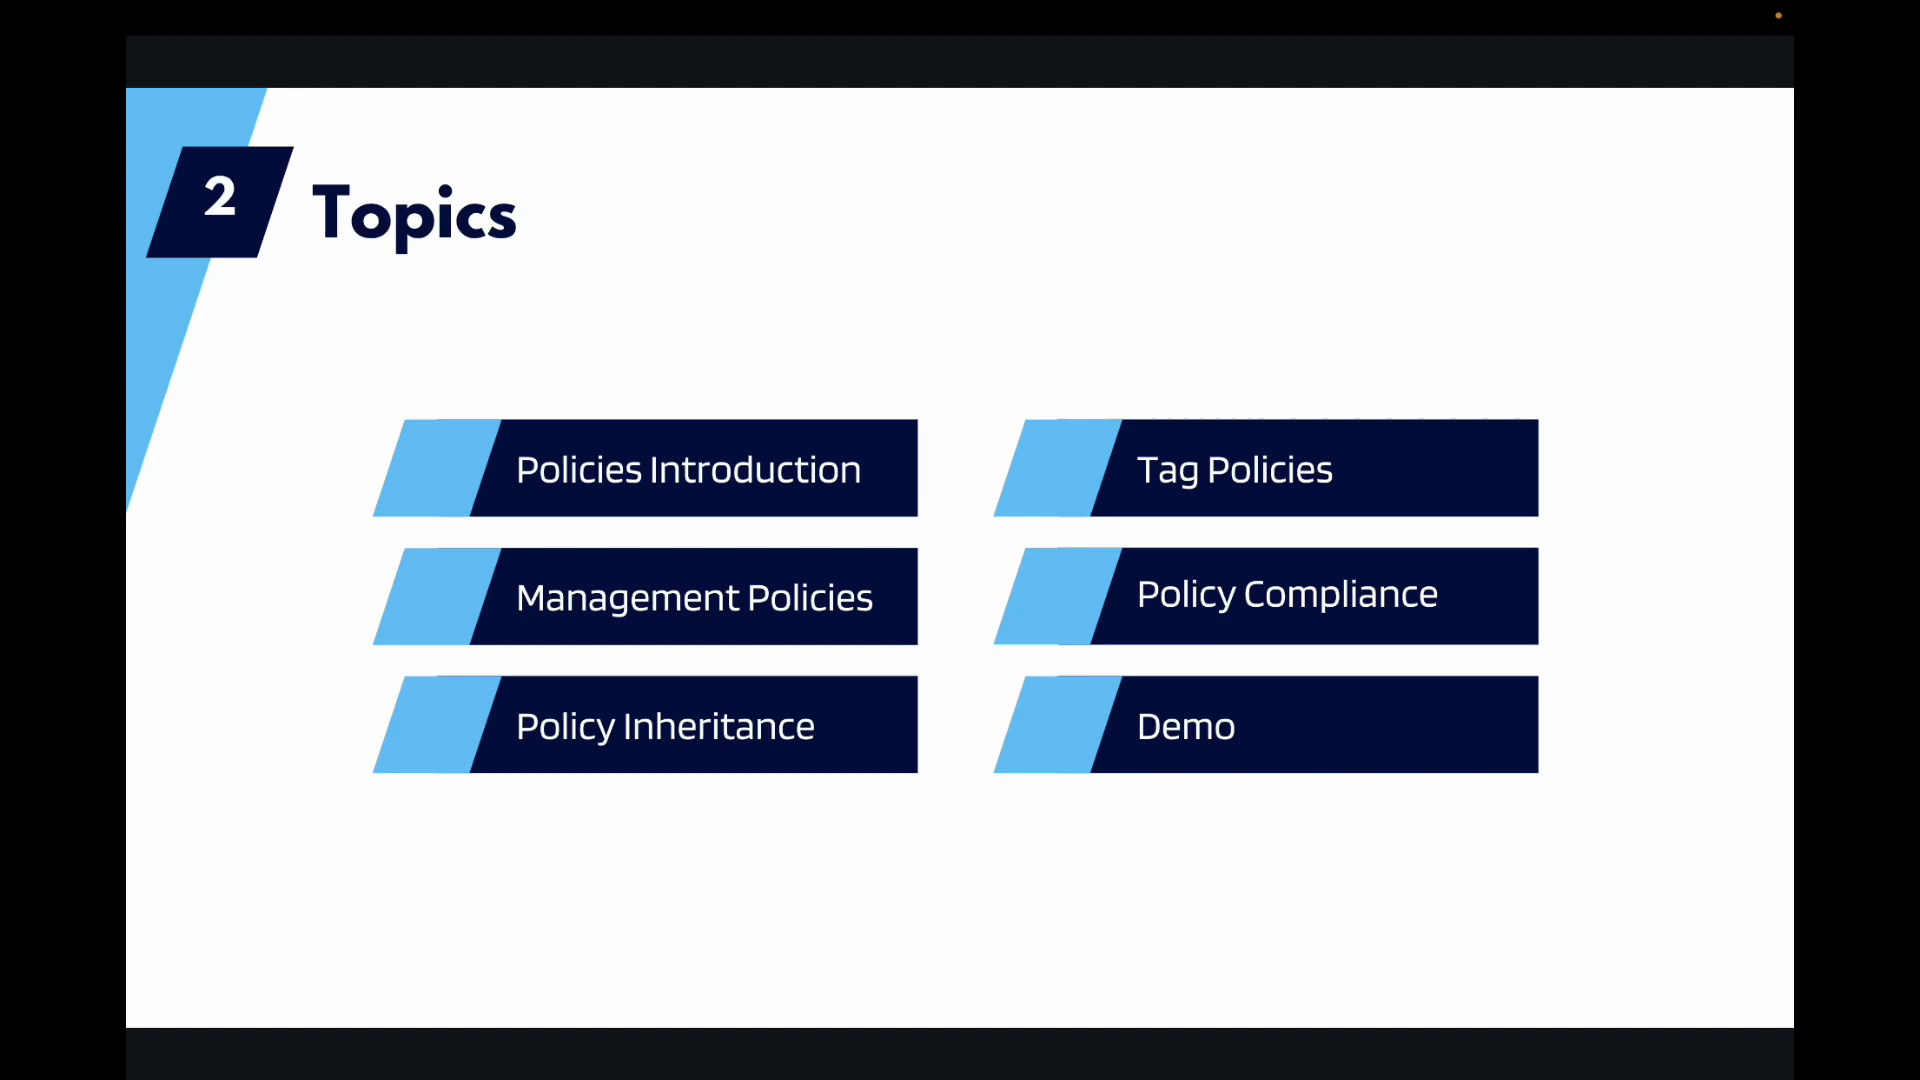 2
Topics
Policies Introduction
Management Policies
Policy Inheritance
Tag Policies
Policy Compliance
Demo